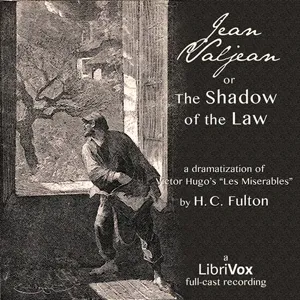 Jean
Valjean
or
The Shadow
of the Law
a dramatization of
Victor Hugo's "Les Miserables"
by H. C. Fulton
a
LibriVox
full-cast recording